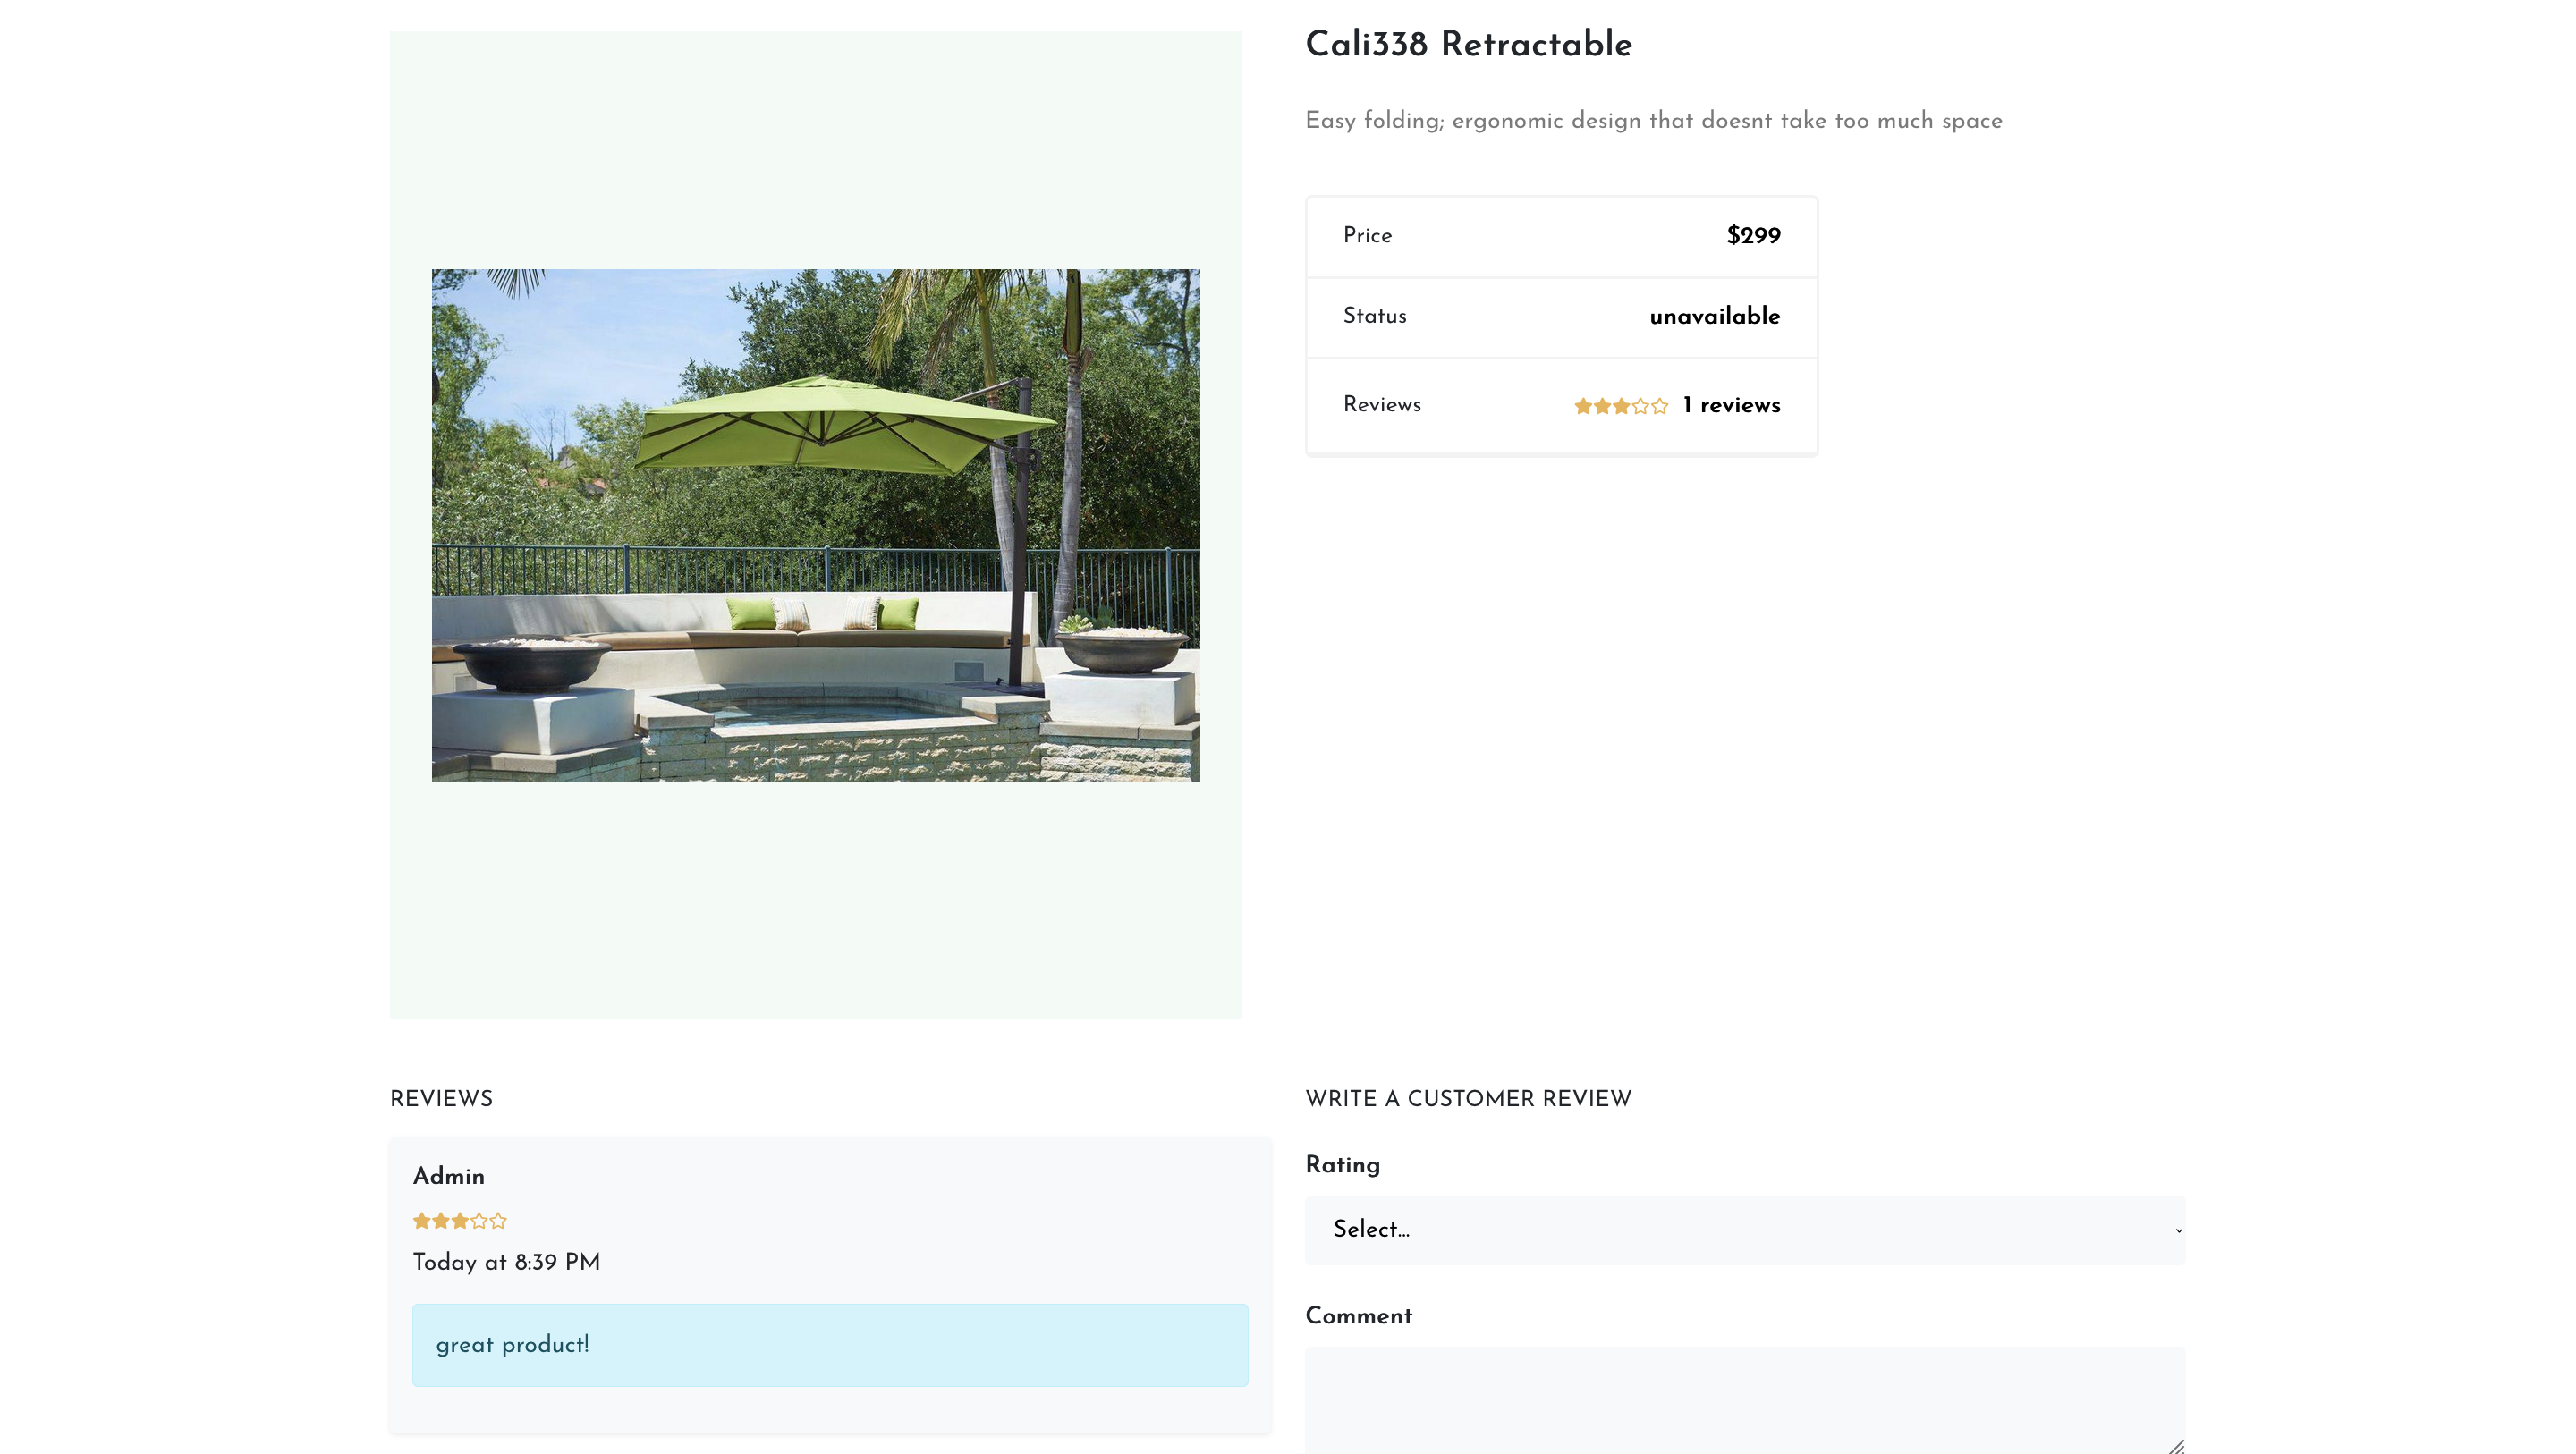 Cali338 Retractable
Easy folding; ergonomic design that doesnt take too much space
Price $299
Status unavailable
Reviews 1 reviews
REVIEWS
Admin
Today at 8:39 PM
great product!
WRITE A CUSTOMER REVIEW
Rating
Select...
Comment